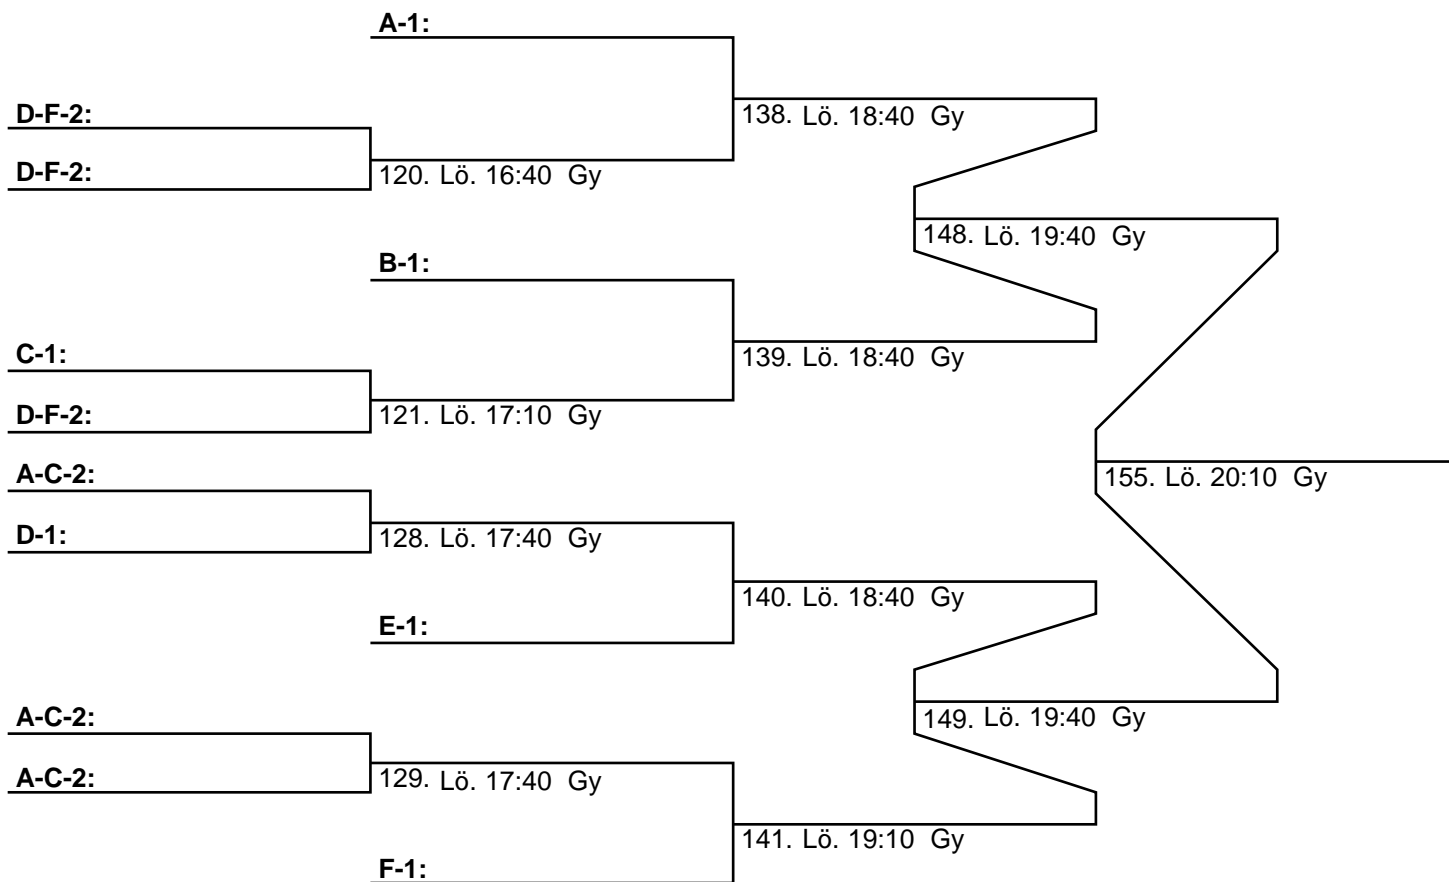 A-1:
D-F-2:
138. Lö. 18:40 Gy
D-F-2:
120. Lö. 16:40 Gy
148. Lö. 19:40 Gy
B-1:
C-1:
139. Lö. 18:40 Gy
D-F-2:
121. Lö. 17:10 Gy
A-C-2:
155. Lö. 20:10 Gy
D-1:
128. Lö. 17:40 Gy
140. Lö. 18:40 Gy
E-1:
A-C-2:
149. Lö. 19:40 Gy
A-C-2:
129. Lö. 17:40 Gy
141. Lö. 19:10 Gy
F-1: